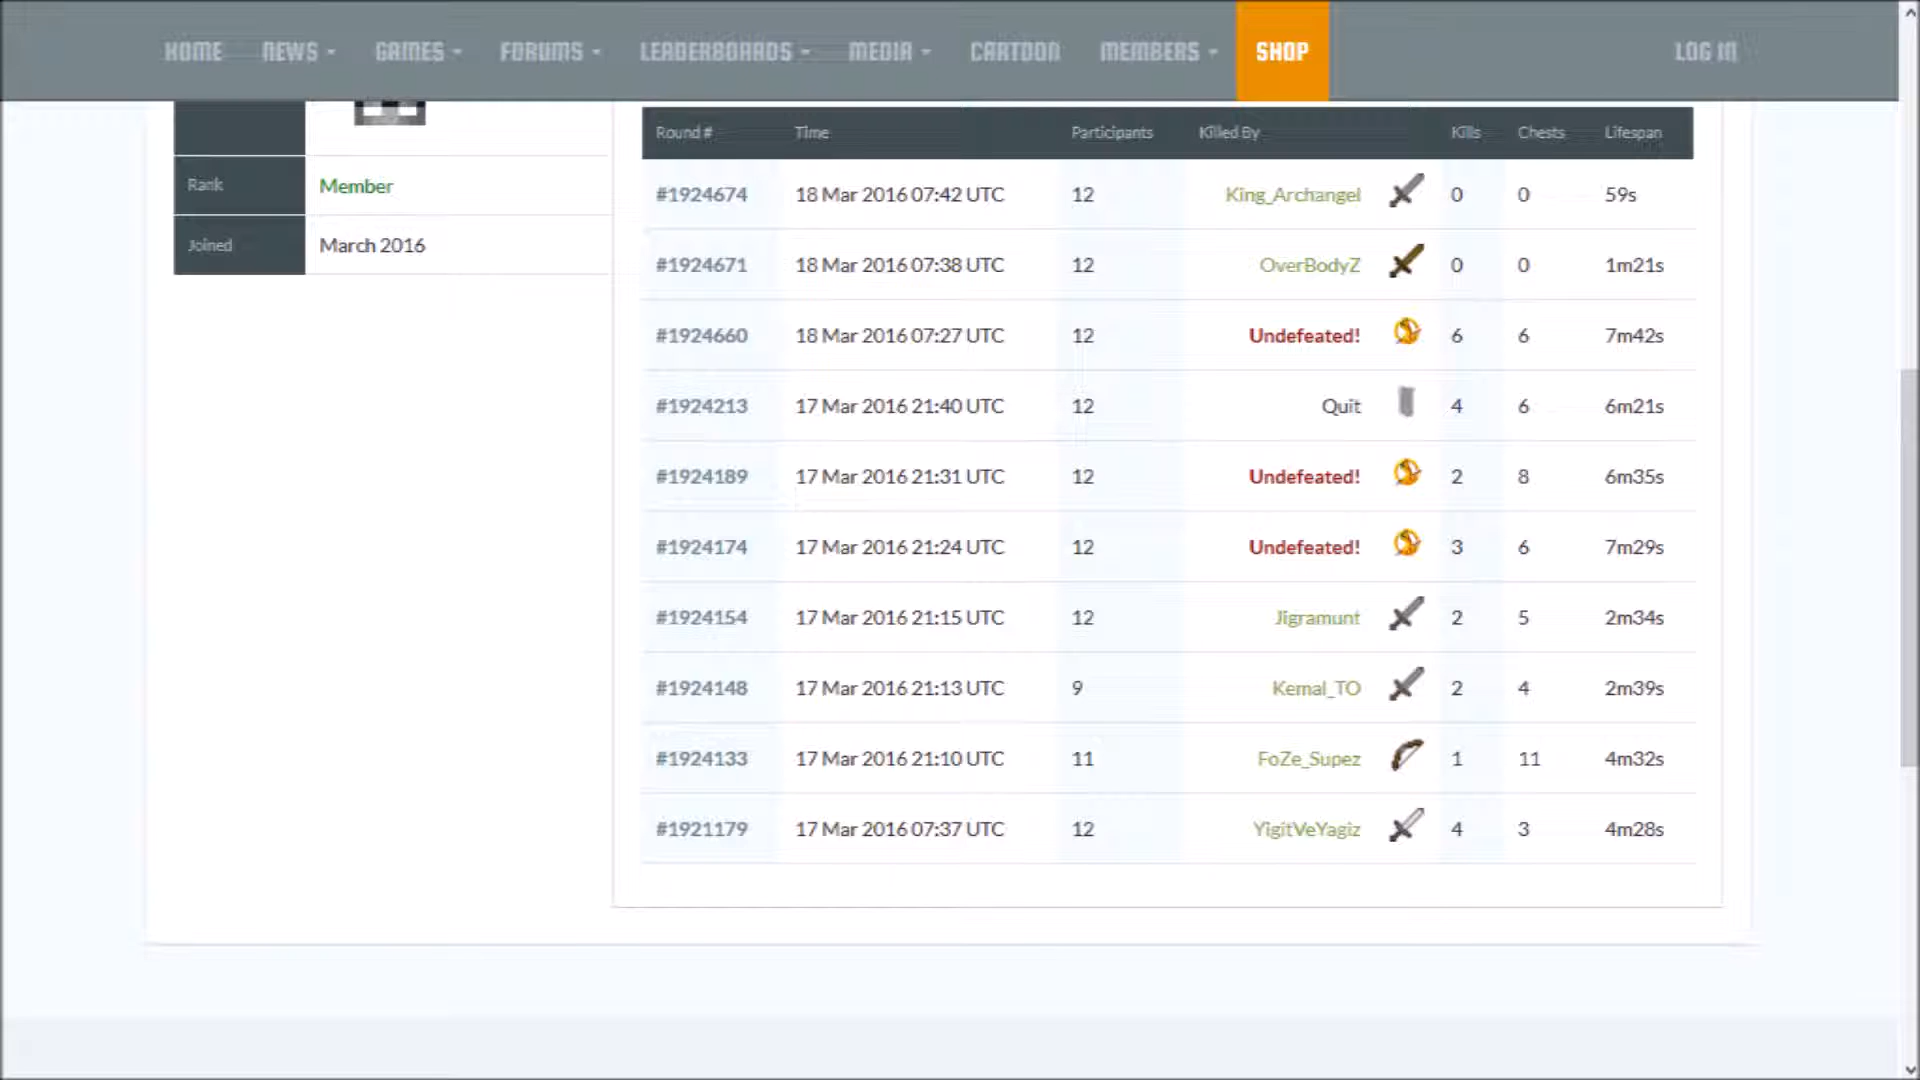 HOME NEWS GAMES FORUMS LEADERBOARDS MEDIA CARTOON MEMBERS SHOP LOG IN
Round # Time Participants Killed By Kills Chests Lifespan
Rank Member
Joined March 2016
#1924674 18 Mar 2016 07:42 UTC 12 King_Archangel 0 0 59s
#1924671 18 Mar 2016 07:38 UTC 12 OverBodyZ 0 0 1m21s
#1924660 18 Mar 2016 07:27 UTC 12 Undefeated! 6 6 7m42s
#1924213 17 Mar 2016 21:40 UTC 12 Quit 4 6 6m21s
#1924189 17 Mar 2016 21:31 UTC 12 Undefeated! 2 8 6m35s
#1924174 17 Mar 2016 21:24 UTC 12 Undefeated! 3 6 7m29s
#1924154 17 Mar 2016 21:15 UTC 12 Jigramunt 2 5 2m34s
#1924148 17 Mar 2016 21:13 UTC 9 Kemal_TO 2 4 2m39s
#1924133 17 Mar 2016 21:10 UTC 11 FoZe_Supez 1 11 4m32s
#1921179 17 Mar 2016 07:37 UTC 12 YigitVeYagiz 4 3 4m28s